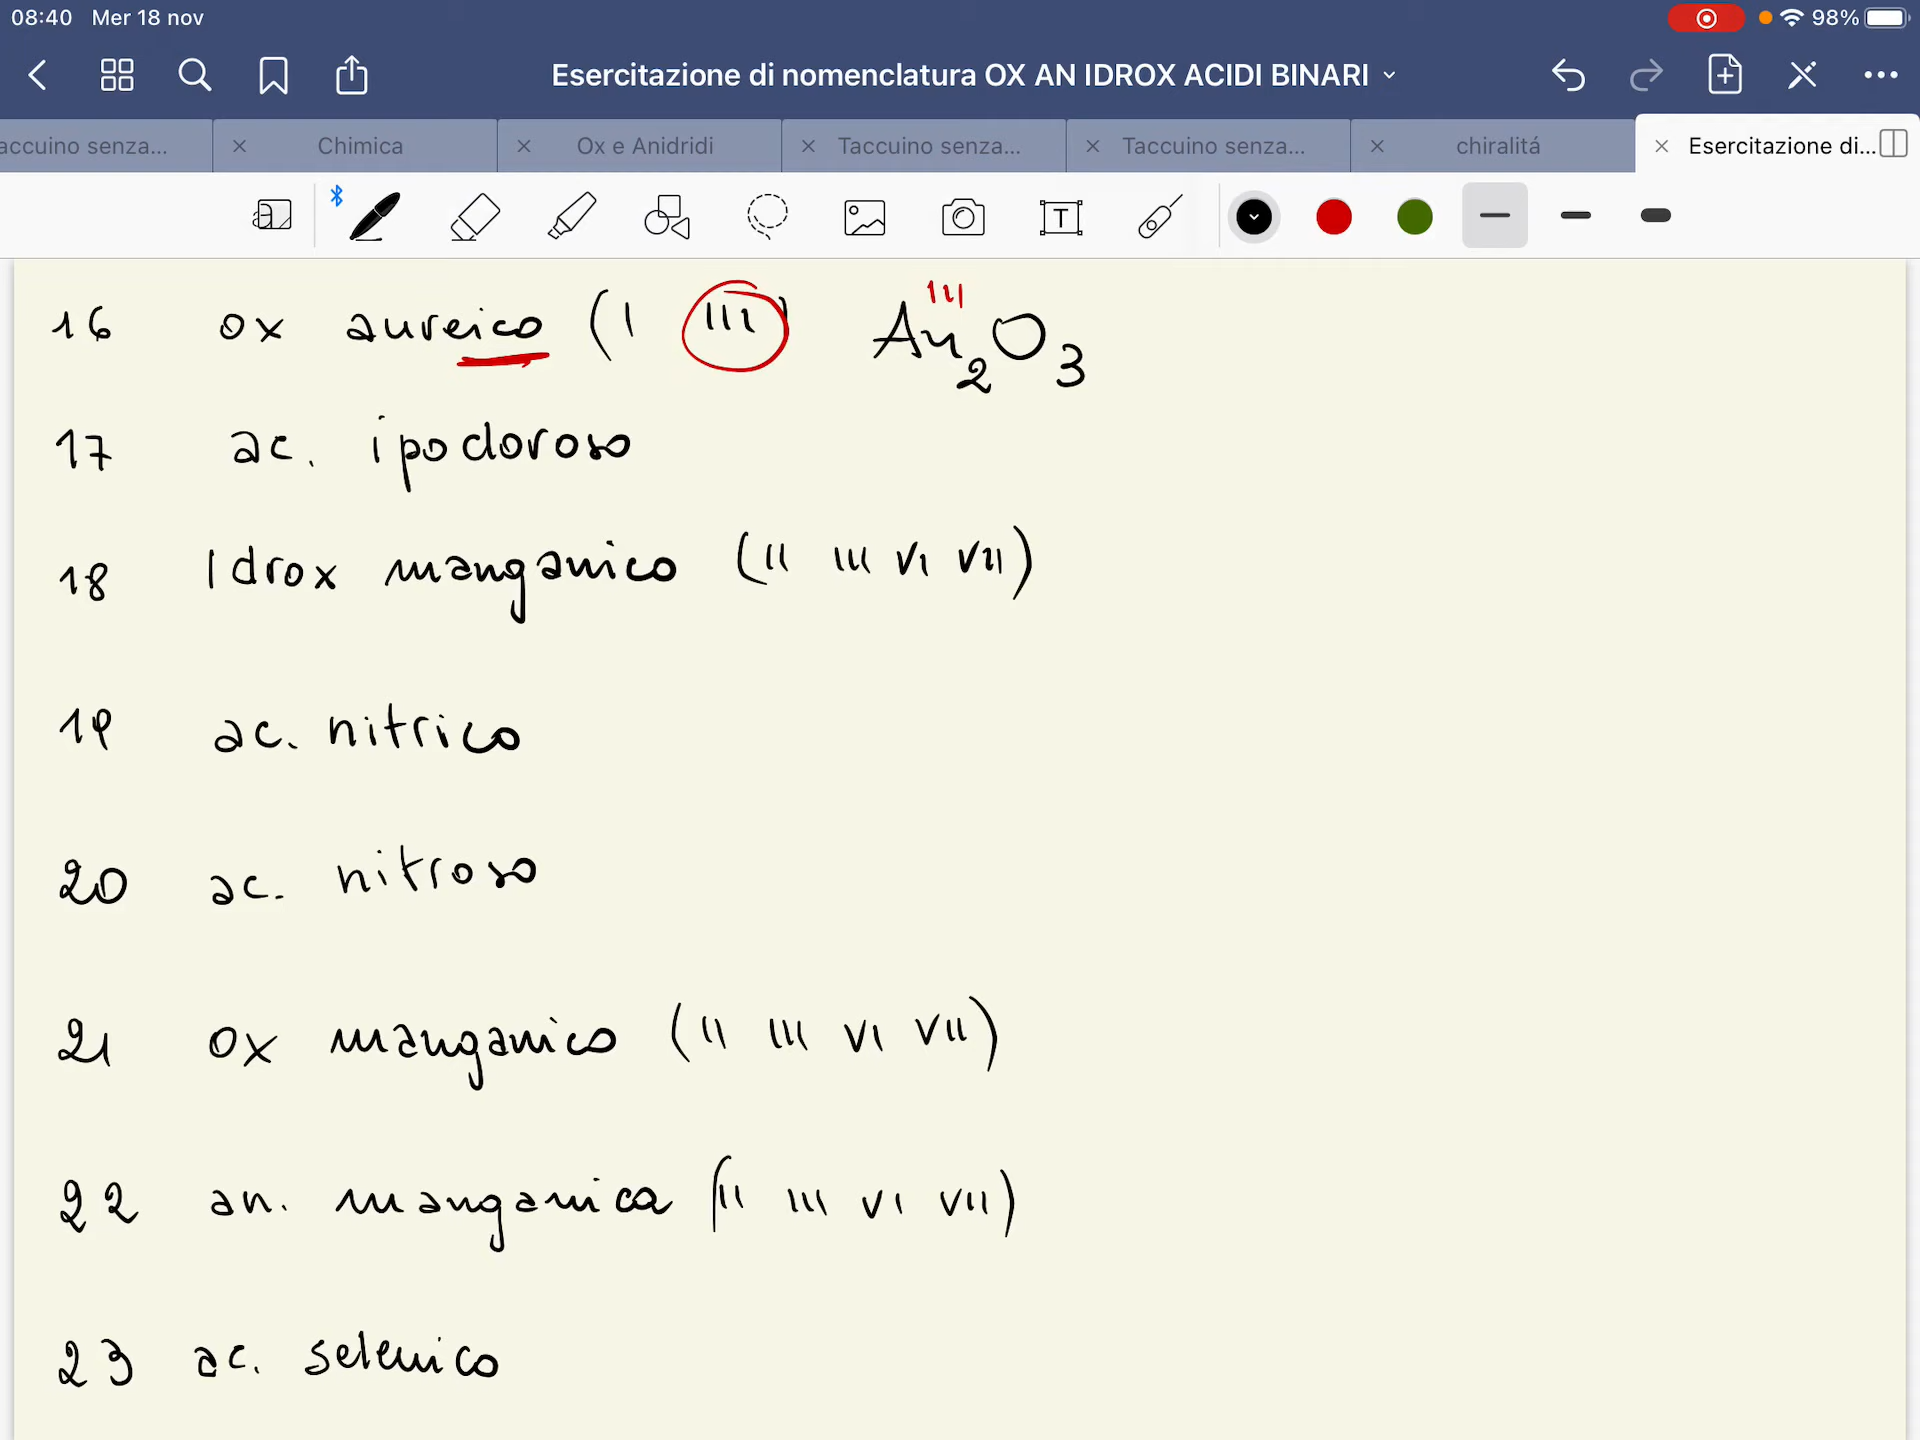 08:40 Mer 18 nov 98%
Esercitazione di nomenclatura OX AN IDROX ACIDI BINARI
accuino senza... Chimica Ox e Anidridi Taccuino senza... Taccuino senza... chiralitá Esercitazione di...
16 ox aureico (I III) Au₂O₃ III
17 ac. ipocloroso
18 Idrox manganico (II III VI VII)
19 ac. nitrico
20 ac. nitroso
21 ox manganico (II III VI VII)
22 an. manganica (II III VI VII)
23 ac. selenico